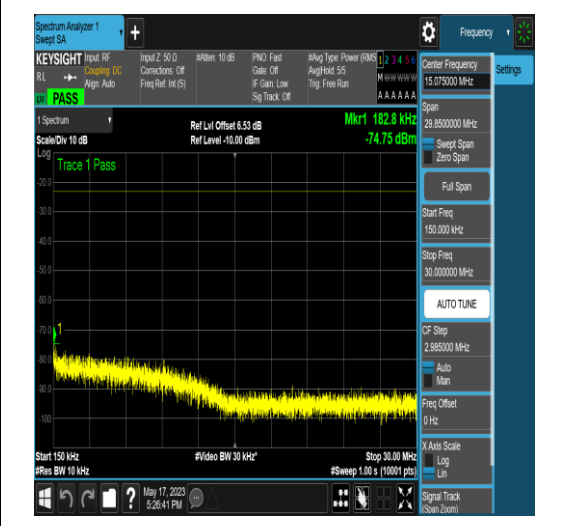 Spectrum Analyzer 1
Swept SA
+
Frequency
KEYSIGHT
RL
Input: RF
Coupling: DC
Align: Auto
Input Z: 50 Ω
Corrections: Off
Freq Ref: Int (S)
#Atten: 10 dB
PNO: Fast
Gate: Off
IF Gain: Low
Sig Track: Off
#Avg Type: Power (RMS
Avg|Hold: 5/5
Trig: Free Run
1 2 3 4 5 6
M W W W W W
A A A A A A
PASS
1 Spectrum
Scale/Div 10 dB
Ref Lvl Offset 6.53 dB
Ref Level -10.00 dBm
Mkr1 182.8 kHz
-74.75 dBm
Log
Trace 1 Pass
-20.0
-30.0
-40.0
-50.0
-60.0
-70.0
-80.0
-90.0
-100
1
Start 150 kHz
#Res BW 10 kHz
#Video BW 30 kHz*
Stop 30.00 MHz
#Sweep 1.00 s (10001 pts)
?
May 17, 2023
5:26:41 PM
Center Frequency
15.075000 MHz
Settings
Span
29.8500000 MHz
Swept Span
Zero Span
Full Span
Start Freq
150.000 kHz
Stop Freq
30.000000 MHz
AUTO TUNE
CF Step
2.985000 MHz
Auto
Man
Freq Offset
0 Hz
X Axis Scale
Log
Lin
Signal Track
(Span Zoom)